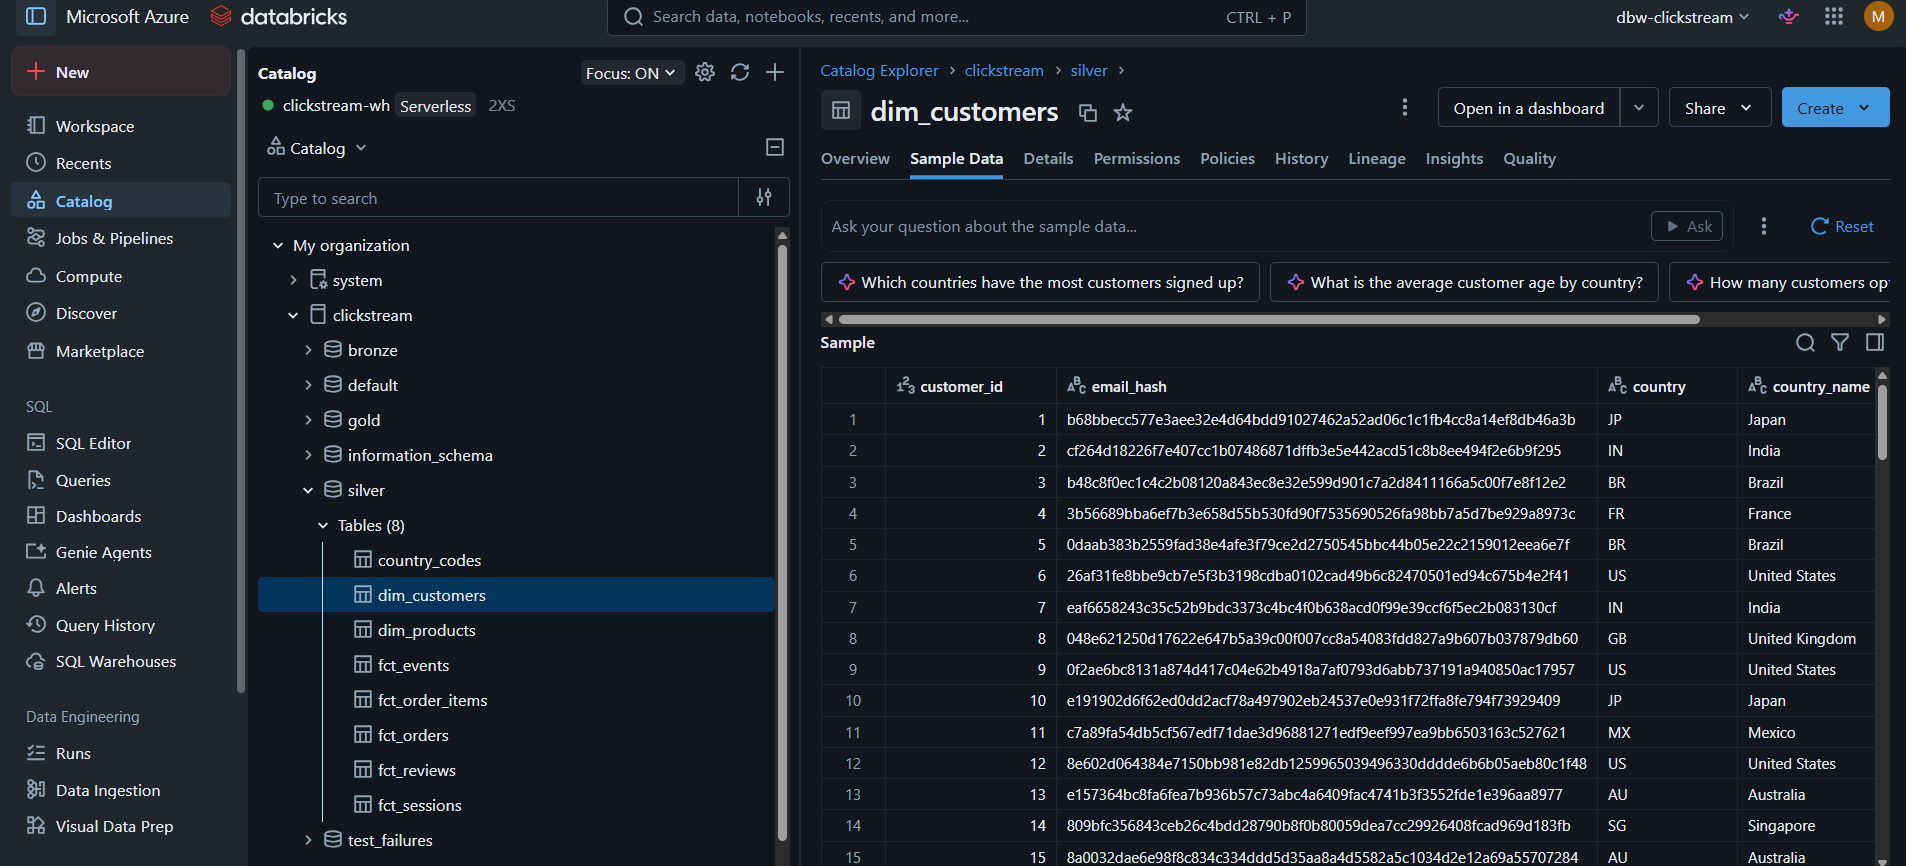 Microsoft Azure databricks
Search data, notebooks, recents, and more...
CTRL + P
dbw-clickstream
M
New
Workspace
Recents
Catalog
Jobs & Pipelines
Compute
Discover
Marketplace
SQL
SQL Editor
Queries
Dashboards
Genie Agents
Alerts
Query History
SQL Warehouses
Data Engineering
Runs
Data Ingestion
Visual Data Prep
Catalog
Focus: ON
clickstream-wh Serverless 2XS
Catalog
Type to search
My organization
system
clickstream
bronze
default
gold
information_schema
silver
Tables (8)
country_codes
dim_customers
dim_products
fct_events
fct_order_items
fct_orders
fct_reviews
fct_sessions
test_failures
Catalog Explorer > clickstream > silver >
dim_customers
Open in a dashboard
Share
Create
Overview Sample Data Details Permissions Policies History Lineage Insights Quality
Ask your question about the sample data...
Ask
Reset
Which countries have the most customers signed up?
What is the average customer age by country?
How many customers op
Sample
customer_id email_hash country country_name
1 1 b68bbecc577e3aee32e4d64bdd91027462a52ad06c1c1fb4cc8a14ef8db46a3b JP Japan
2 2 cf264d18226f7e407cc1b07486871dffb3e5e442acd51c8b8ee494f2e6b9f295 IN India
3 3 b48c8f0ec1c4c2b08120a843ec8e32e599d901c7a2d8411166a5c00f7e8f12e2 BR Brazil
4 4 3b56689bba6ef7b3e658d55b530fd90f7535690526fa98bb7a5d7be929a8973c FR France
5 5 0daab383b2559fad38e4afe3f79ce2d2750545bbc44b05e22c2159012eea6e7f BR Brazil
6 6 26af31fe8bbe9cb7e5f3b3198cdba0102cad49b6c82470501ed94c675b4e2f41 US United States
7 7 eaf6658243c35c52b9bdc3373c4bc4f0b638acd0f99e39ccf6f5ec2b083130cf IN India
8 8 048e621250d17622e647b5a39c00f007cc8a54083fdd827a9b607b037879db60 GB United Kingdom
9 9 0f2ae6bc8131a874d417c04e62b4918a7af0793d6abb737191a940850ac17957 US United States
10 10 e191902d6f62ed0dd2acf78a497902eb24537e0e931f72ffa8fe794f73929409 JP Japan
11 11 c7a89fa54db5cf567edf71dae3d96881271edf9eef997ea9bb6503163c527621 MX Mexico
12 12 8e602d064384e7150bb981e82db1259965039496330dddde6b6b05aeb80c1f48 US United States
13 13 e157364bc8fa6fea7b936b57c73abc4a6409fac4741b3f3552fde1e396aa8977 AU Australia
14 14 809bfc356843ceb26c4bdd28790b8f0b80059dea7cc29926408fcad969d183fb SG Singapore
15 15 8a0032dae6e98f8c834c334ddd5d35aa8a4d5582a5c1034d2e12a69a55707284 AU Australia